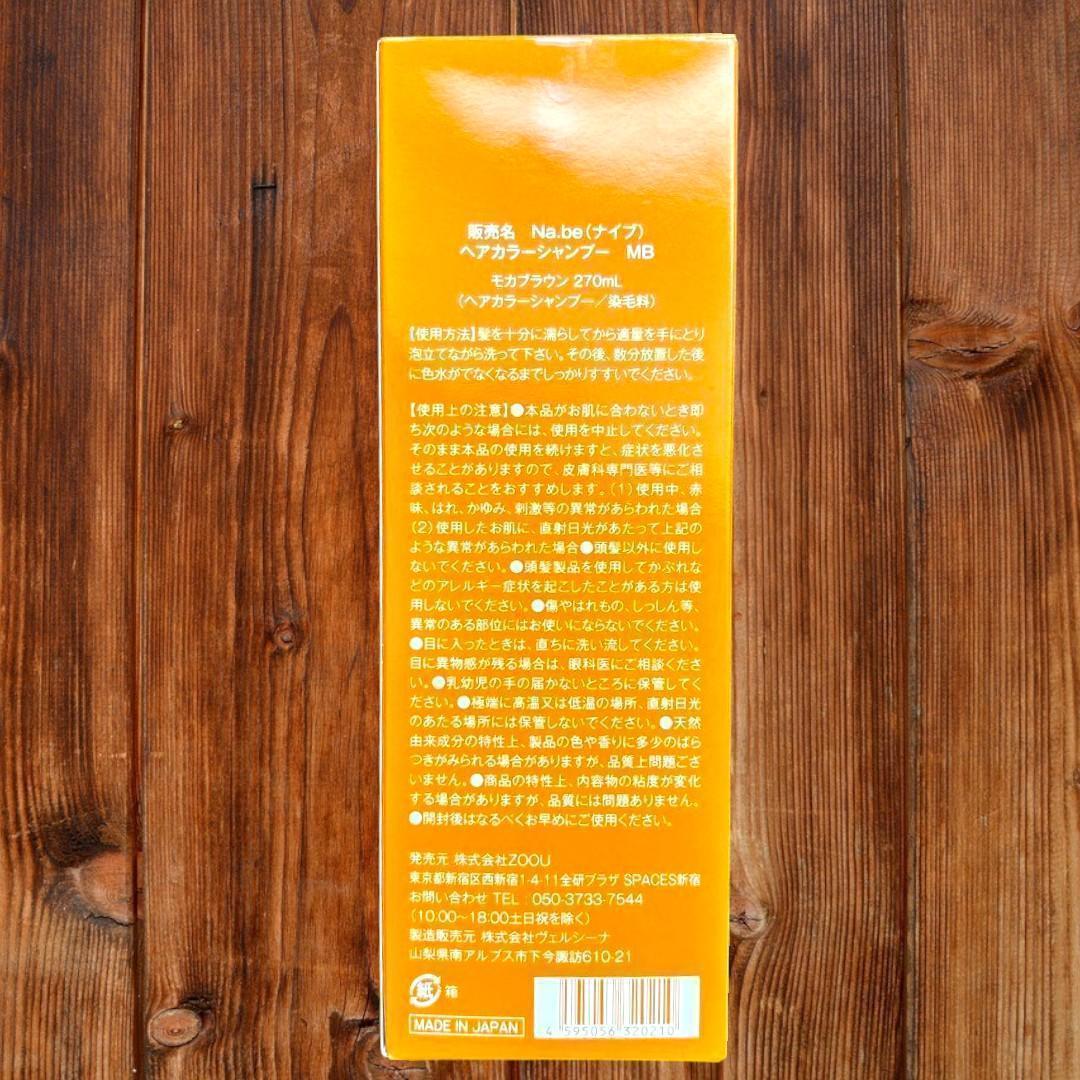 販売名 Na.be(ナイブ)
ヘアカラーシャンプー MB
モカブラウン 270mL
(ヘアカラーシャンプー/染毛料)
【使用方法】髪を十分に濡らしてから適量を手にとり
泡立てながら洗って下さい。その後、数分放置した後
に色水がでなくなるまでしっかりすすいでください。
【使用上の注意】●本品がお肌に合わないとき即
ち次のような場合には、使用を中止してください。
そのまま本品の使用を続けますと、症状を悪化さ
せることがありますので、皮膚科専門医等にご相
談されることをおすすめします。(1)使用中、赤
味、はれ、かゆみ、刺激等の異常があらわれた場合
(2)使用したお肌に、直射日光があたって上記の
ような異常があらわれた場合●頭髪以外に使用し
ないでください。●頭髪製品を使用してかぶれな
どのアレルギー症状を起こしたことがある方は使
用しないでください。●傷やはれもの、しっしん等、
異常のある部位にはお使いにならないでください。
●目に入ったときは、直ちに洗い流してください。
目に異物感が残る場合は、眼科医にご相談くださ
い。●乳幼児の手の届かないところに保管してく
ださい。●極端に高温又は低温の場所、直射日光
のあたる場所には保管しないでください。●天然
由来成分の特性上、製品の色や香りに多少のばら
つきがみられる場合がありますが、品質上問題ござ
いません。●商品の特性上、内容物の粘度が変化
する場合がありますが、品質には問題ありません。
●開封後はなるべくお早めにご使用ください。
発売元 株式会社ZOOU
東京都新宿区西新宿1-4-11全研プラザ SPACES新宿
お問い合わせ TEL : 050-3733-7544
(10:00~18:00土日祝を除く)
製造販売元 株式会社ヴェルシーナ
山梨県南アルプス市下今諏訪610-21
紙 箱
MADE IN JAPAN
4 595056 320210